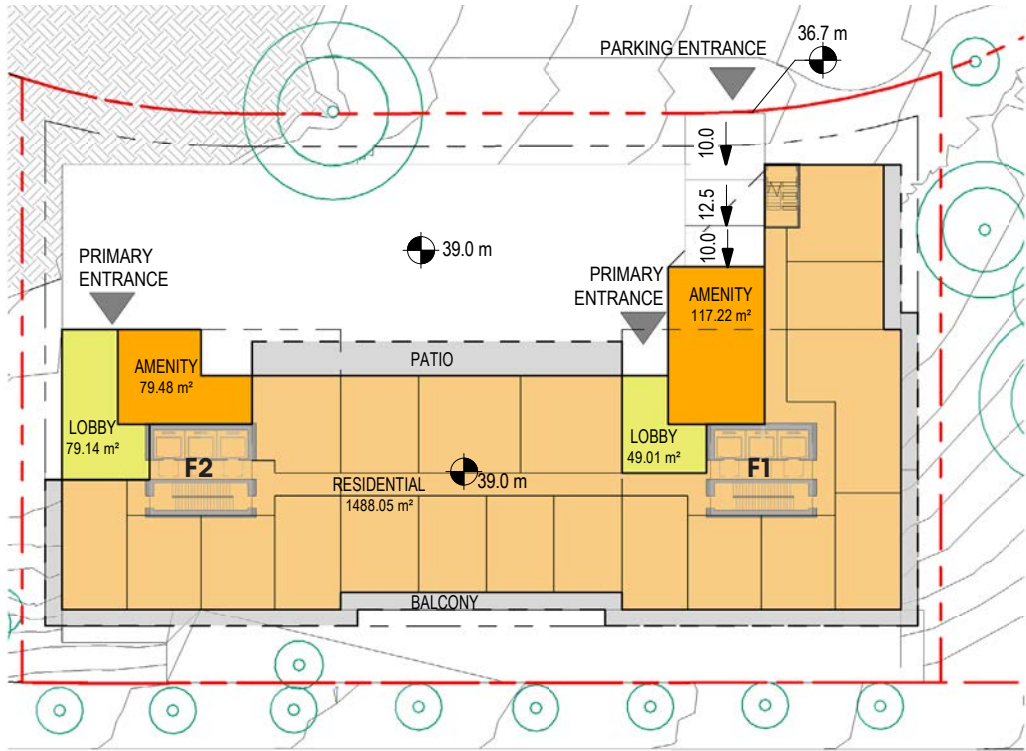 36.7 m
PARKING ENTRANCE
10.0
12.5
10.0
39.0 m
PRIMARY
ENTRANCE
PRIMARY
ENTRANCE
AMENITY
117.22 m²
PATIO
AMENITY
79.48 m²
LOBBY
79.14 m²
LOBBY
49.01 m²
F2
F1
39.0 m
RESIDENTIAL
1488.05 m²
BALCONY